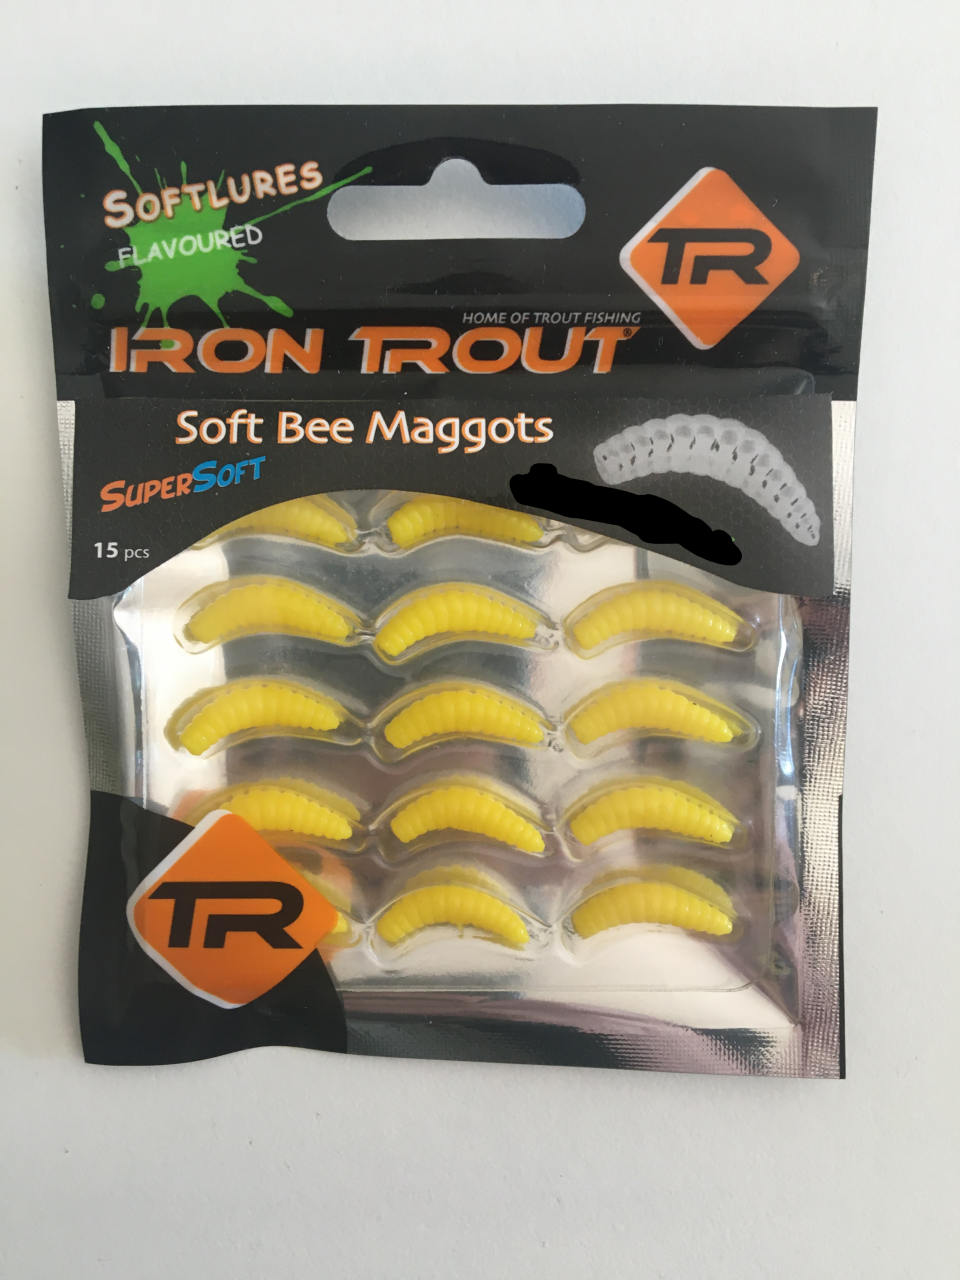 SOFTLURES
FLAVOURED
TR
HOME OF TROUT FISHING
IRON TROUT®
Soft Bee Maggots
SUPERSOFT
15 pcs
TR